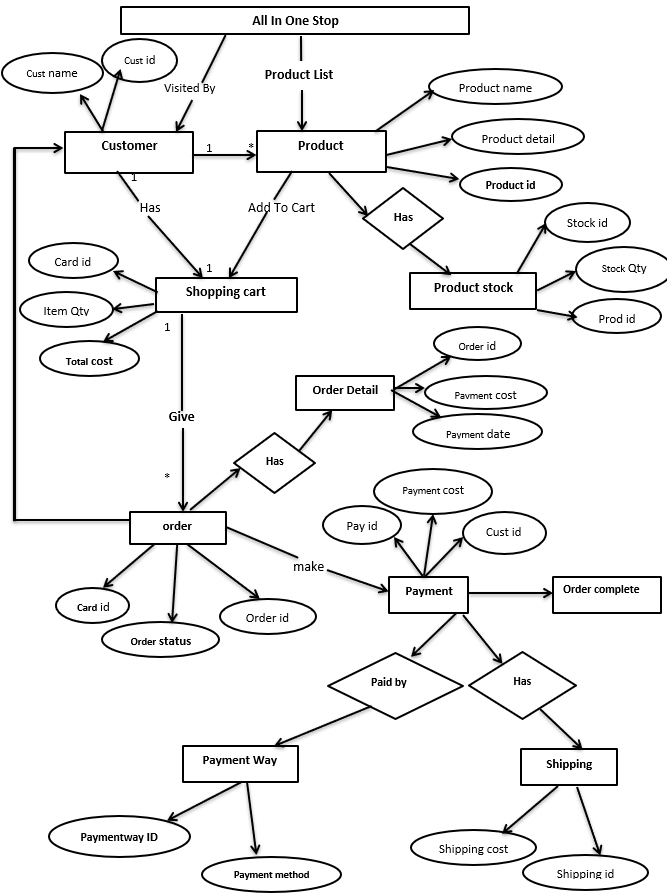 All In One Stop
Product List
Visited By
Cust name
Cust id
Product name
Product detail
Product id
Customer
1
*
Product
1
Has
Add To Cart
Has
Stock id
Stock Qty
Prod id
Card id
Item Qty
Total cost
1
Shopping cart
Product stock
1
Order id
Order Detail
Payment cost
Payment date
Give
Has
*
Payment cost
Pay id
Cust id
order
make
Payment
Order complete
Card id
Order status
Order id
Paid by
Has
Payment Way
Shipping
Paymentway ID
Payment method
Shipping cost
Shipping id